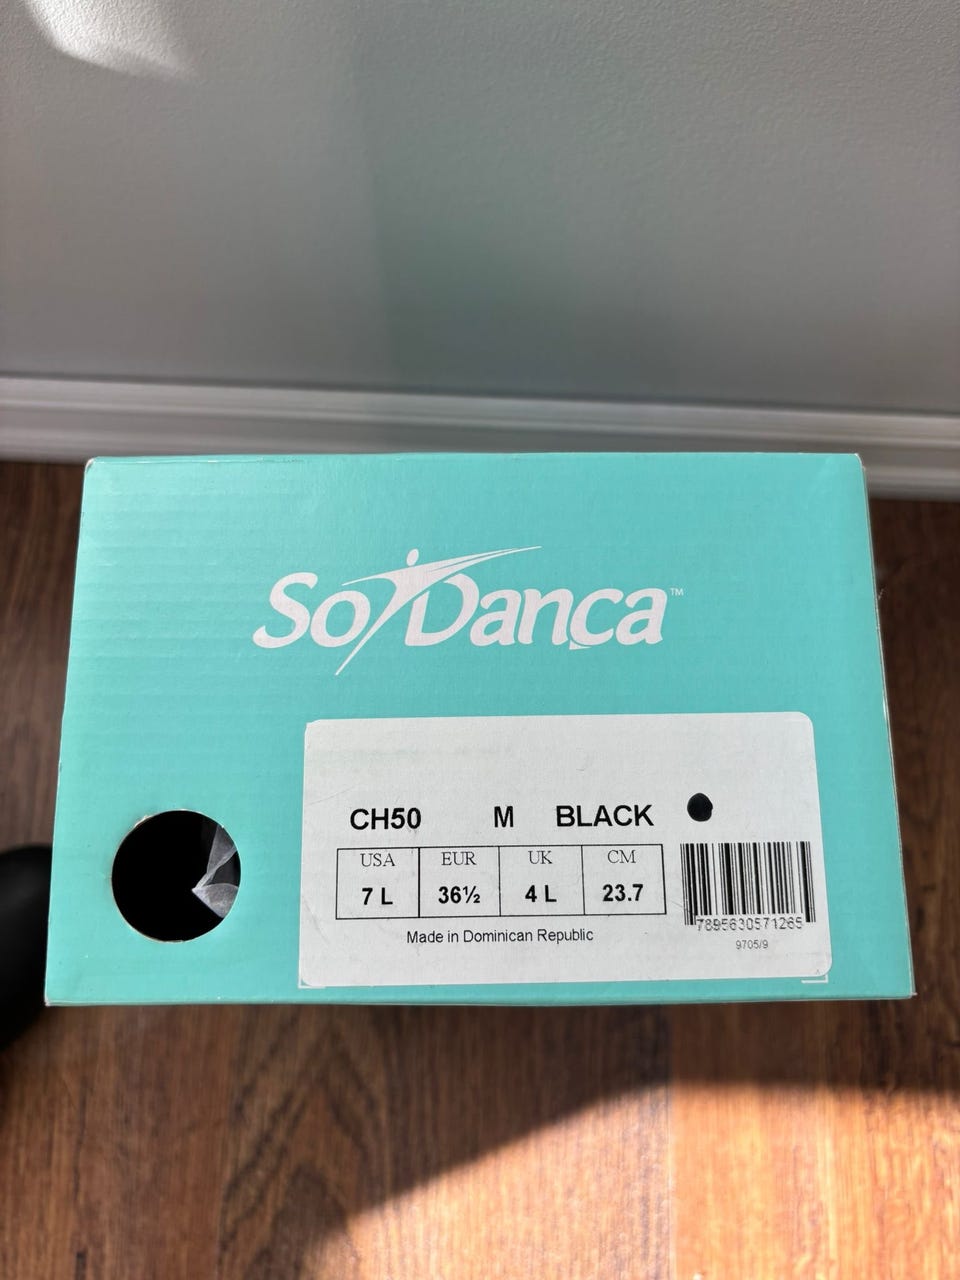 SoDanca™
CH50 M BLACK
USA EUR UK CM
7 L 36½ 4 L 23.7
7895630571265
Made in Dominican Republic
9705/9